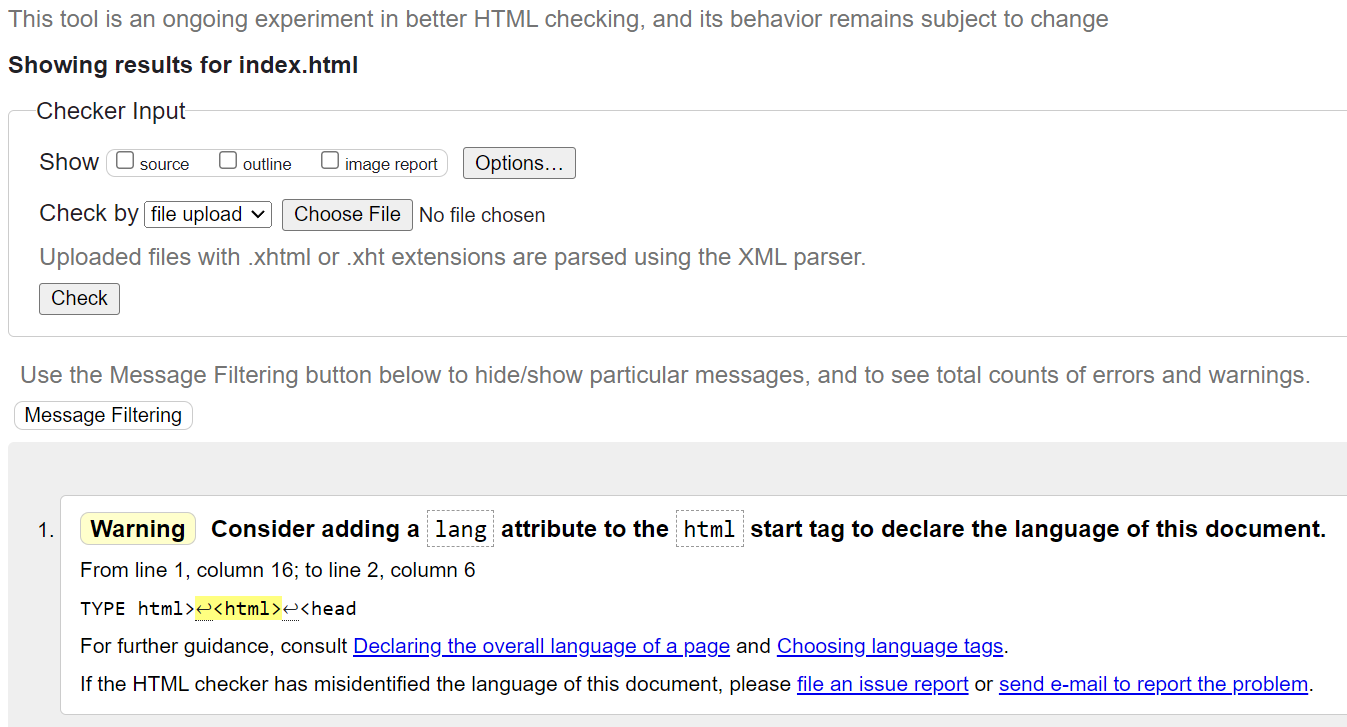 This tool is an ongoing experiment in better HTML checking, and its behavior remains subject to change
Showing results for index.html
Checker Input
Show source outline image report Options…
Check by file upload Choose File No file chosen
Uploaded files with .xhtml or .xht extensions are parsed using the XML parser.
Check
Use the Message Filtering button below to hide/show particular messages, and to see total counts of errors and warnings.
Message Filtering
1. Warning Consider adding a lang attribute to the html start tag to declare the language of this document.
From line 1, column 16; to line 2, column 6
TYPE html>↩<html>↩<head
For further guidance, consult Declaring the overall language of a page and Choosing language tags.
If the HTML checker has misidentified the language of this document, please file an issue report or send e-mail to report the problem.